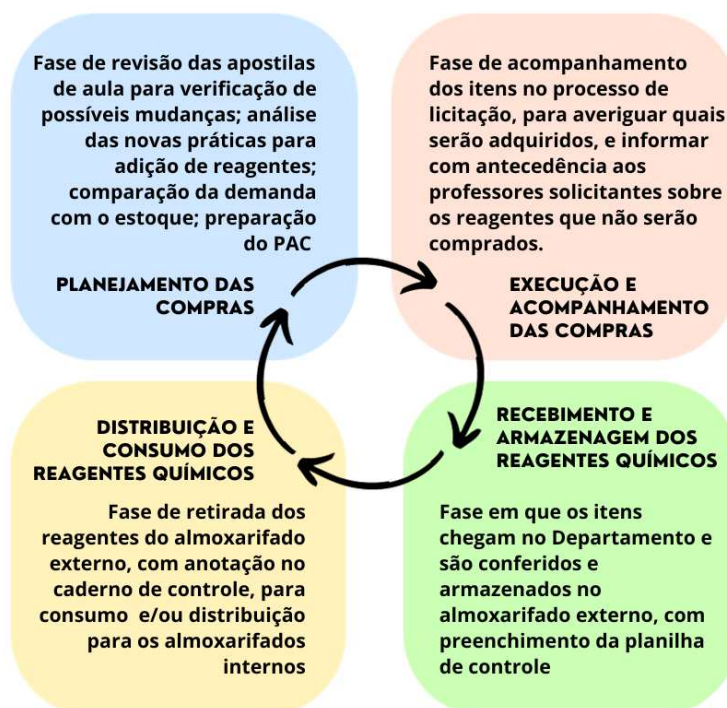 Fase de revisão das apostilas
de aula para verificação de
possíveis mudanças; análise
das novas práticas para
adição de reagentes;
comparação da demanda
com o estoque; preparação
do PAC
PLANEJAMENTO DAS
COMPRAS
Fase de acompanhamento
dos itens no processo de
licitação, para averiguar quais
serão adquiridos, e informar
com antecedência aos
professores solicitantes sobre
os reagentes que não serão
comprados.
EXECUÇÃO E
ACOMPANHAMENTO
DAS COMPRAS
RECEBIMENTO E
ARMAZENAGEM DOS
REAGENTES QUÍMICOS
Fase em que os itens
chegam no Departamento e
são conferidos e
armazenados no
almoxarifado externo, com
preenchimento da planilha
de controle
DISTRIBUIÇÃO E
CONSUMO DOS
REAGENTES QUÍMICOS
Fase de retirada dos
reagentes do almoxarifado
externo, com anotação no
caderno de controle, para
consumo e/ou distribuição
para os almoxarifados
internos